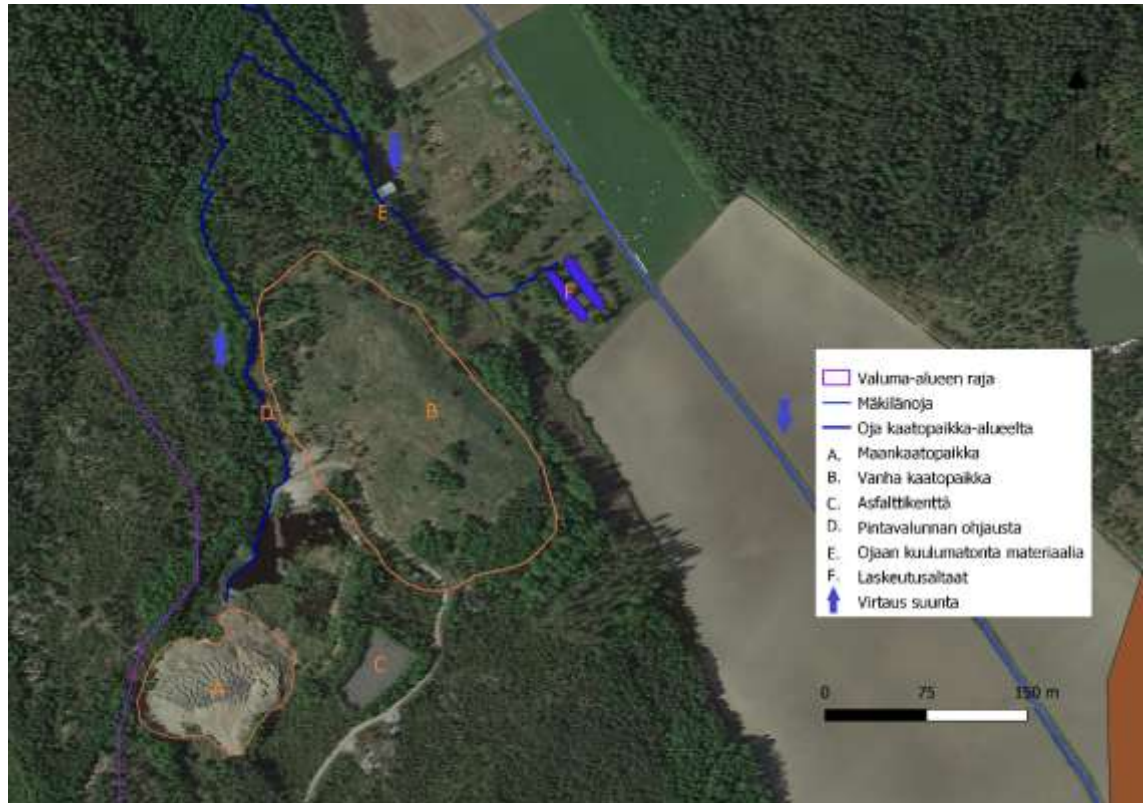 N
E
F
B
D
C
A
Valuma-alueen raja
Mäkilänoja
Oja kaatopaikka-alueelta
A. Maankaatopaikka
B. Vanha kaatopaikka
C. Asfalttikenttä
D. Pintavalunnan ohjausta
E. Ojaan kuulumatonta materiaalia
F. Laskeutusaltaat
Virtaus suunta
0 75 150 m